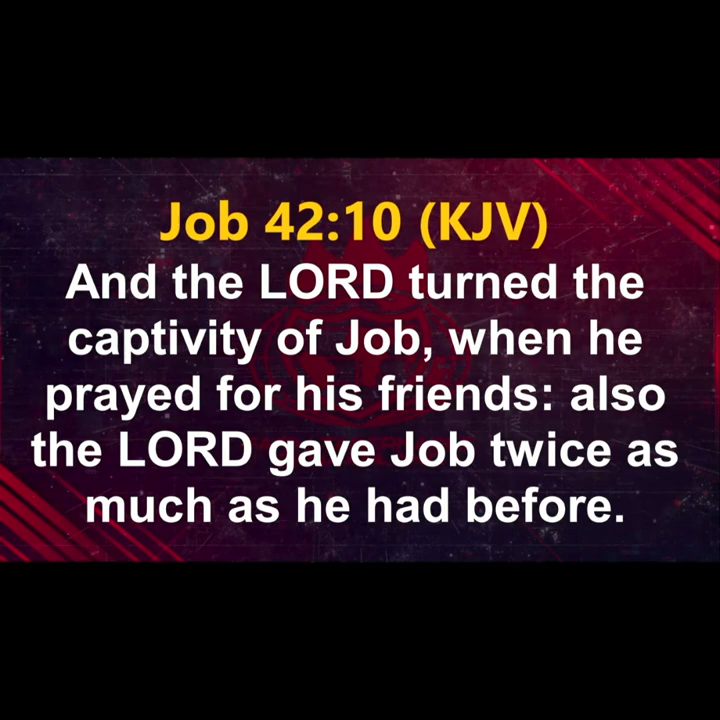 Job 42:10 (KJV)
And the LORD turned the
captivity of Job, when he
prayed for his friends: also
the LORD gave Job twice as
much as he had before.